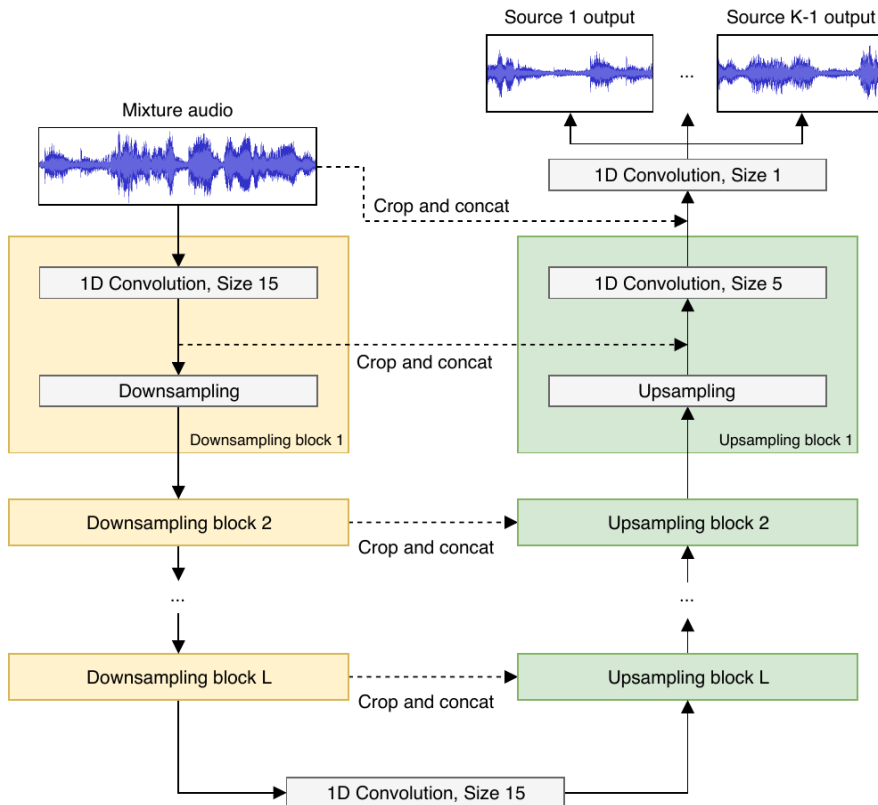 Source 1 output
...
Source K-1 output
Mixture audio
1D Convolution, Size 1
Crop and concat
1D Convolution, Size 15
1D Convolution, Size 5
Crop and concat
Downsampling
Upsampling
Downsampling block 1
Upsampling block 1
Downsampling block 2
Upsampling block 2
Crop and concat
...
...
Downsampling block L
Upsampling block L
Crop and concat
1D Convolution, Size 15